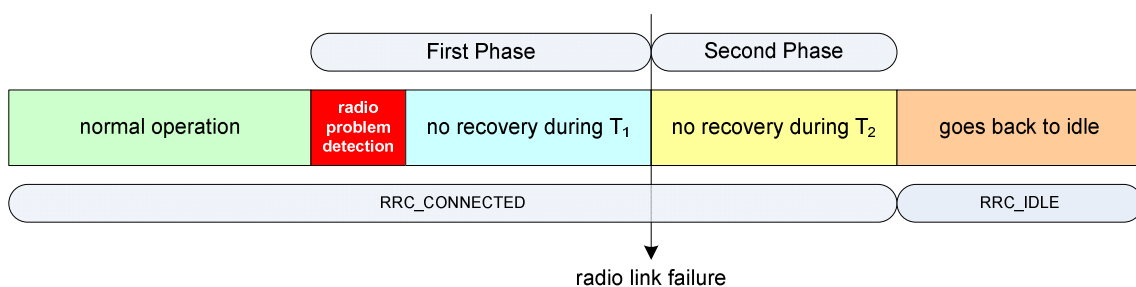 First Phase
Second Phase
normal operation
radio
problem
detection
no recovery during T₁
no recovery during T₂
goes back to idle
RRC_CONNECTED
RRC_IDLE
radio link failure